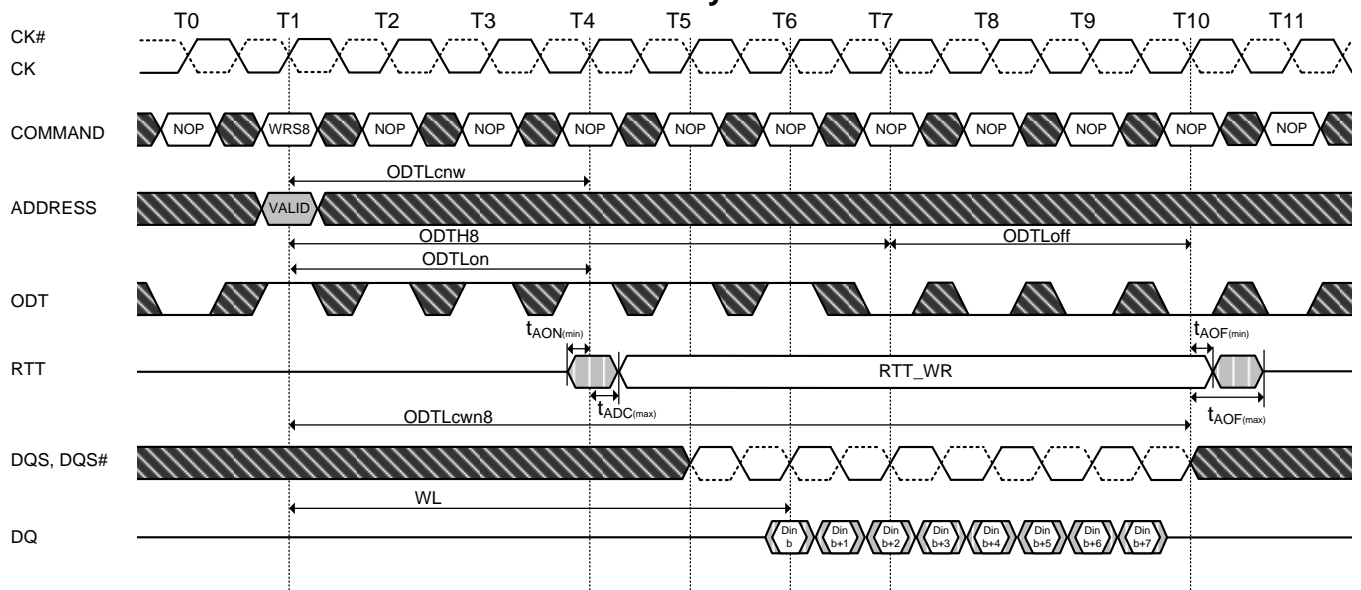 T0 T1 T2 T3 T4 T5 T6 T7 T8 T9 T10 T11
CK#
CK
COMMAND NOP WRS8 NOP NOP NOP NOP NOP NOP NOP NOP NOP NOP
ODTLcnw
ADDRESS VALID
ODTH8 ODTLoff
ODTLon
ODT
tAON(min) tAOF(min)
RTT RTT_WR
tADC(max) tAOF(max)
ODTLcwn8
DQS, DQS#
WL
DQ Din b Din b+1 Din b+2 Din b+3 Din b+4 Din b+5 Din b+6 Din b+7